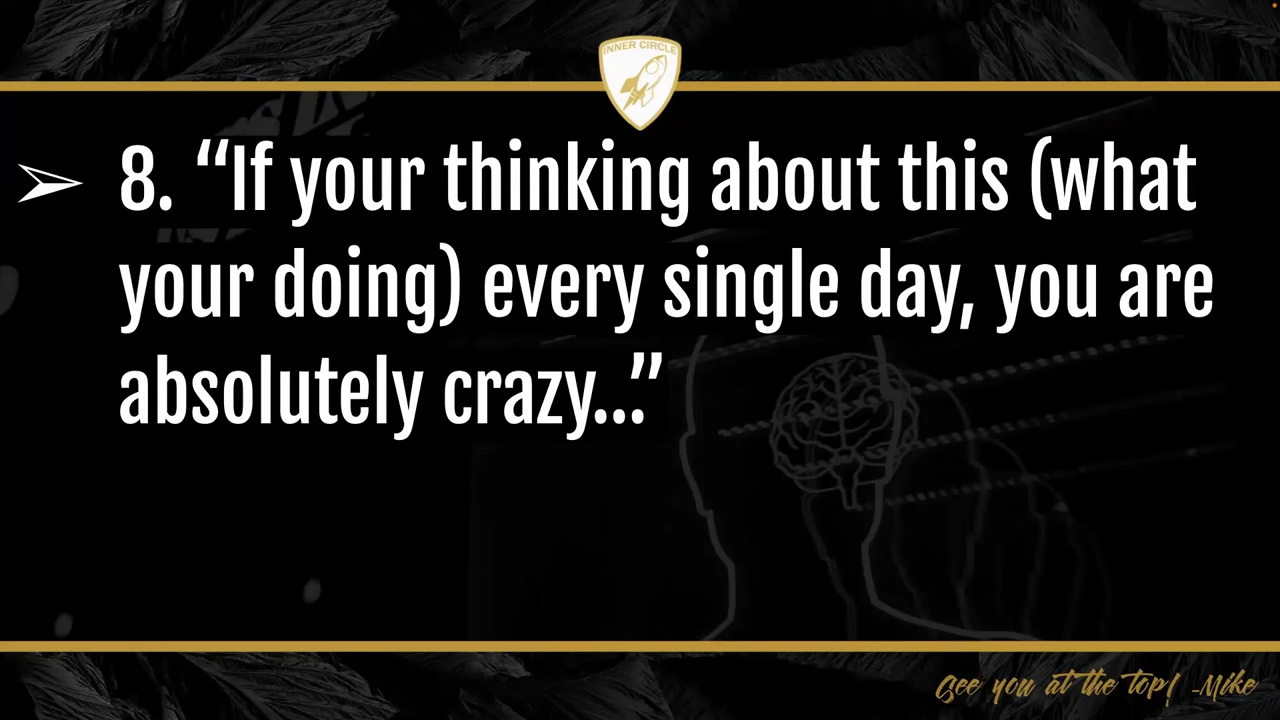 INNER CIRCLE
➢ 8. “If your thinking about this (what
your doing) every single day, you are
absolutely crazy...”
See you at the top! -Mike